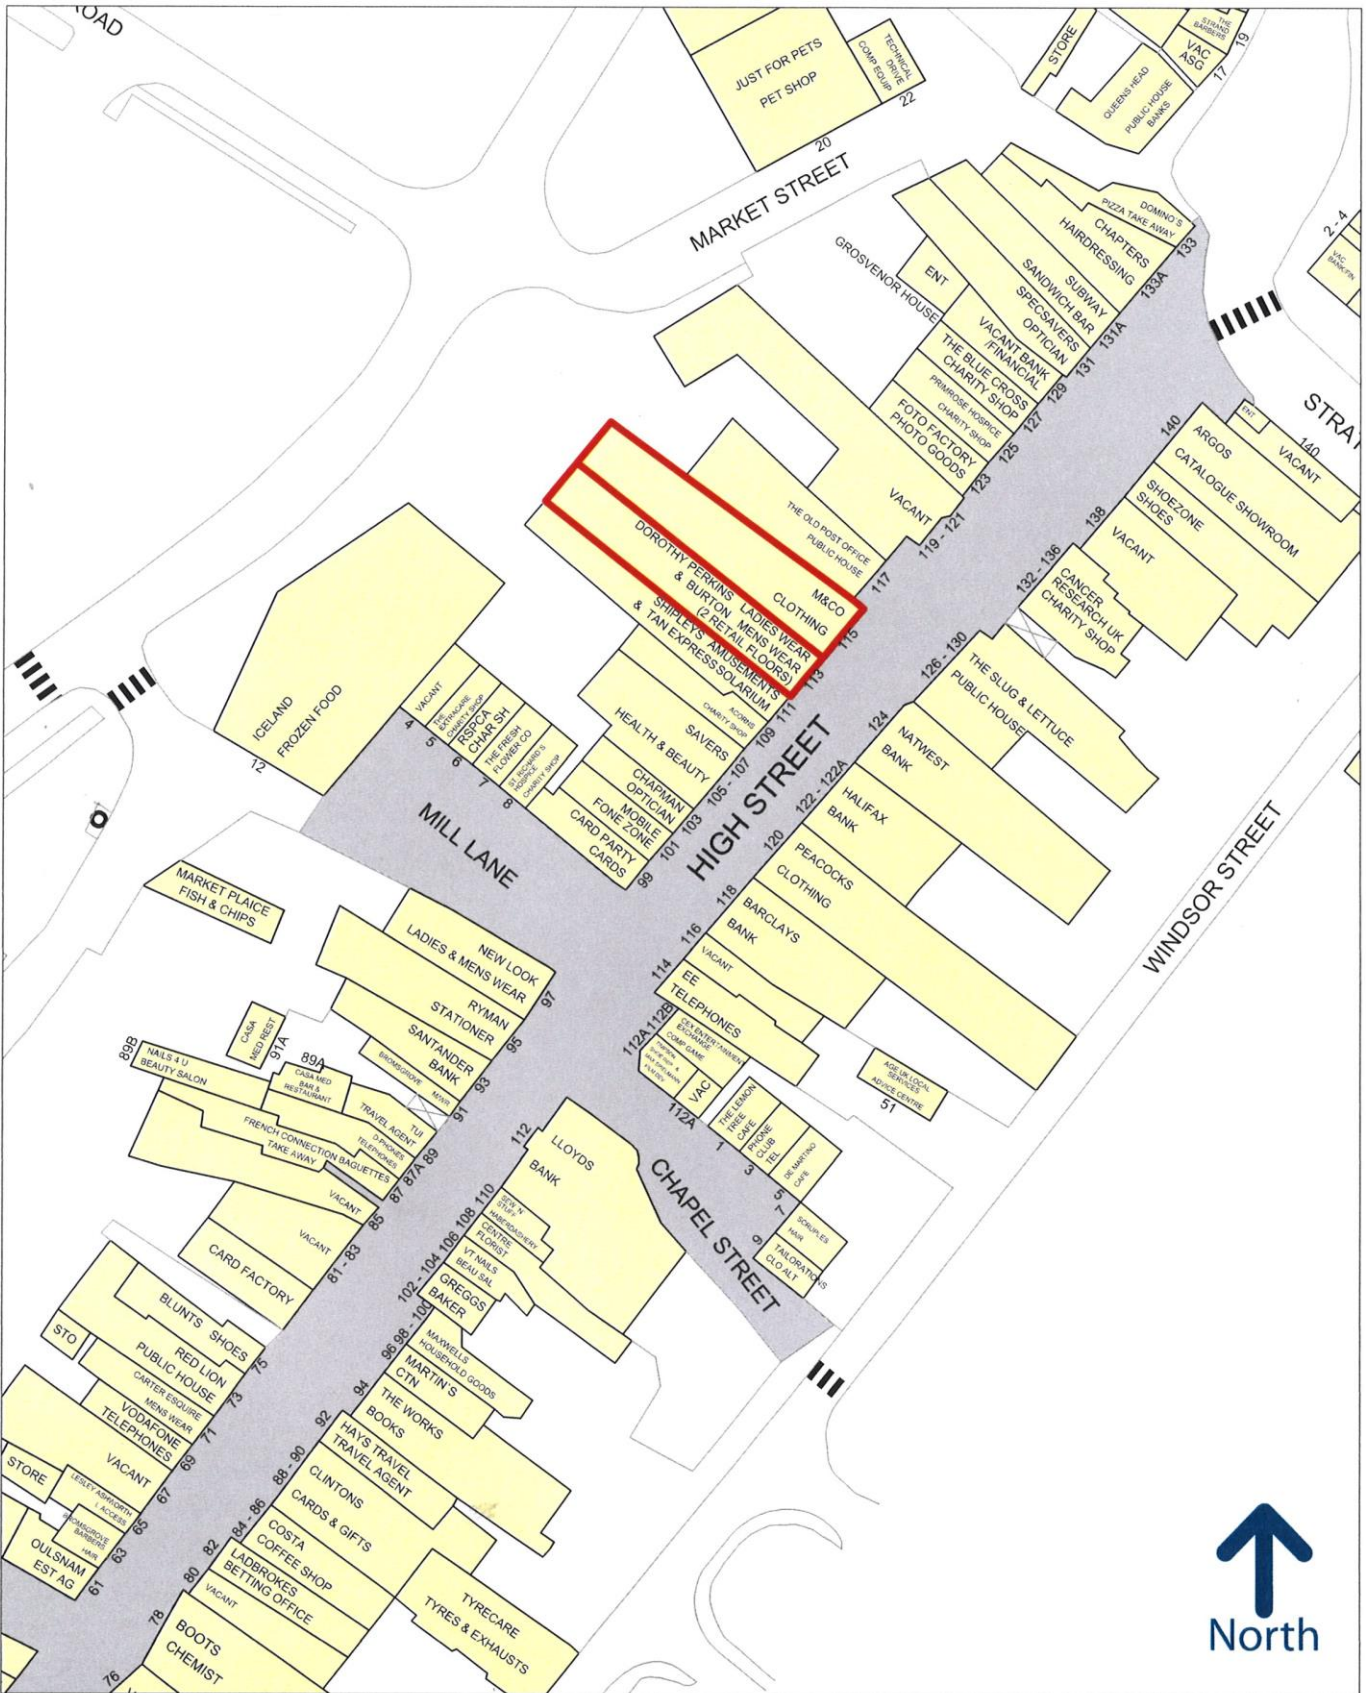 ROAD
JUST FOR PETS
PET SHOP
20
TECHNICAL
DRIVE
COMP EQUIP
22
STORE
QUEENS HEAD
PUBLIC HOUSE
BANKS
THE
STRAND
BARBERS
19
VAC
ASG
17
MARKET STREET
GROSVENOR HOUSE
ENT
DOMINO'S
PIZZA TAKE AWAY
133
CHAPTERS
HAIRDRESSING
133A
SUBWAY
SANDWICH BAR
131A
SPECSAVERS
OPTICIAN
131
VACANT BANK
/FINANCIAL
129
THE BLUE CROSS
CHARITY SHOP
127
PRIMROSE HOSPICE
CHARITY SHOP
125
FOTO FACTORY
PHOTO GOODS
123
VACANT
119 - 121
THE OLD POST OFFICE
PUBLIC HOUSE
117
M&CO
CLOTHING
115
DOROTHY PERKINS LADIES WEAR
& BURTON MENS WEAR
(2 RETAIL FLOORS)
113
SHIPLEYS AMUSEMENTS
& TAN EXPRESS SOLARIUM
111
ACORNS
CHARITY SHOP
109
SAVERS
HEALTH & BEAUTY
105 - 107
CHAPMAN
OPTICIAN
103
MOBILE
FONE ZONE
101
CARD PARTY
CARDS
99
2 - 4
VAC
BANK/FIN
STRAT
ENT
140
VACANT
140
ARGOS
CATALOGUE SHOWROOM
SHOEZONE
SHOES
138
VACANT
132 - 136
CANCER
RESEARCH UK
CHARITY SHOP
126 - 130
THE SLUG & LETTUCE
PUBLIC HOUSE
124
NATWEST
BANK
122 - 122A
HALIFAX
BANK
120
PEACOCKS
CLOTHING
118
BARCLAYS
BANK
116
VACANT
114
EE
TELEPHONES
HIGH STREET
WINDSOR STREET
ICELAND
FROZEN FOOD
12
VACANT
4
THE
EXTRACARE
CHARITY SHOP
5
RSPCA
CHAR SH
6
THE FRESH
FLOWER CO
7
ST RICHARD'S
HOSPICE
CHARITY SHOP
8
MILL LANE
MARKET PLAICE
FISH & CHIPS
NEW LOOK
LADIES & MENS WEAR
97
RYMAN
STATIONER
95
SANTANDER
BANK
93
BROMSGROVE
91
CASA
MED REST
91A
89B
NAILS 4 U
BEAUTY SALON
89A
CASA MED
BAR &
RESTAURANT
TUI
TRAVEL AGENT
89
D-PHONES
TELEPHONES
87A
FRENCH CONNECTION BAGUETTES
TAKE AWAY
87
VACANT
85
VACANT
81 - 83
CARD FACTORY
112A 112B
CEX ENTERTAINMENT
EXCHANGE
COMP GAME
VAC
112A
THE LEMON
TREE
CAFE
1
PHONE
CLUB
TEL
3
DE MARTINO
CAFE
5
7
SCRUPLES
HAIR
9
TAILORATIONS
CLO ALT
AGE UK LOCAL
SERVICES
ADVICE CENTRE
51
CHAPEL STREET
112
LLOYDS
BANK
110
SEW 'N'
STUFF
HABERDASHERY
108
CENTRE
FLORIST
106
VT NAILS
BEAU SAL
102 - 104
GREGGS
BAKER
98 - 100
MAXWELLS
HOUSEHOLD GOODS
96
MARTIN'S
CTN
94
THE WORKS
BOOKS
92
HAYS TRAVEL
TRAVEL AGENT
88 - 90
CLINTONS
CARDS & GIFTS
84 - 86
COSTA
COFFEE SHOP
82
LADBROKES
BETTING OFFICE
80
VACANT
78
BOOTS
CHEMIST
76
TYRECARE
TYRES & EXHAUSTS
BLUNTS SHOES
75
STO
RED LION
PUBLIC HOUSE
73
CARTER ESQUIRE
MENS WEAR
71
VODAFONE
TELEPHONES
69
VACANT
67
STORE
LESLEY ASHWORTH
L ACCESS
65
BROMSGROVE
BARBERS
HAIR
63
OULSNAM
EST AG
61
North